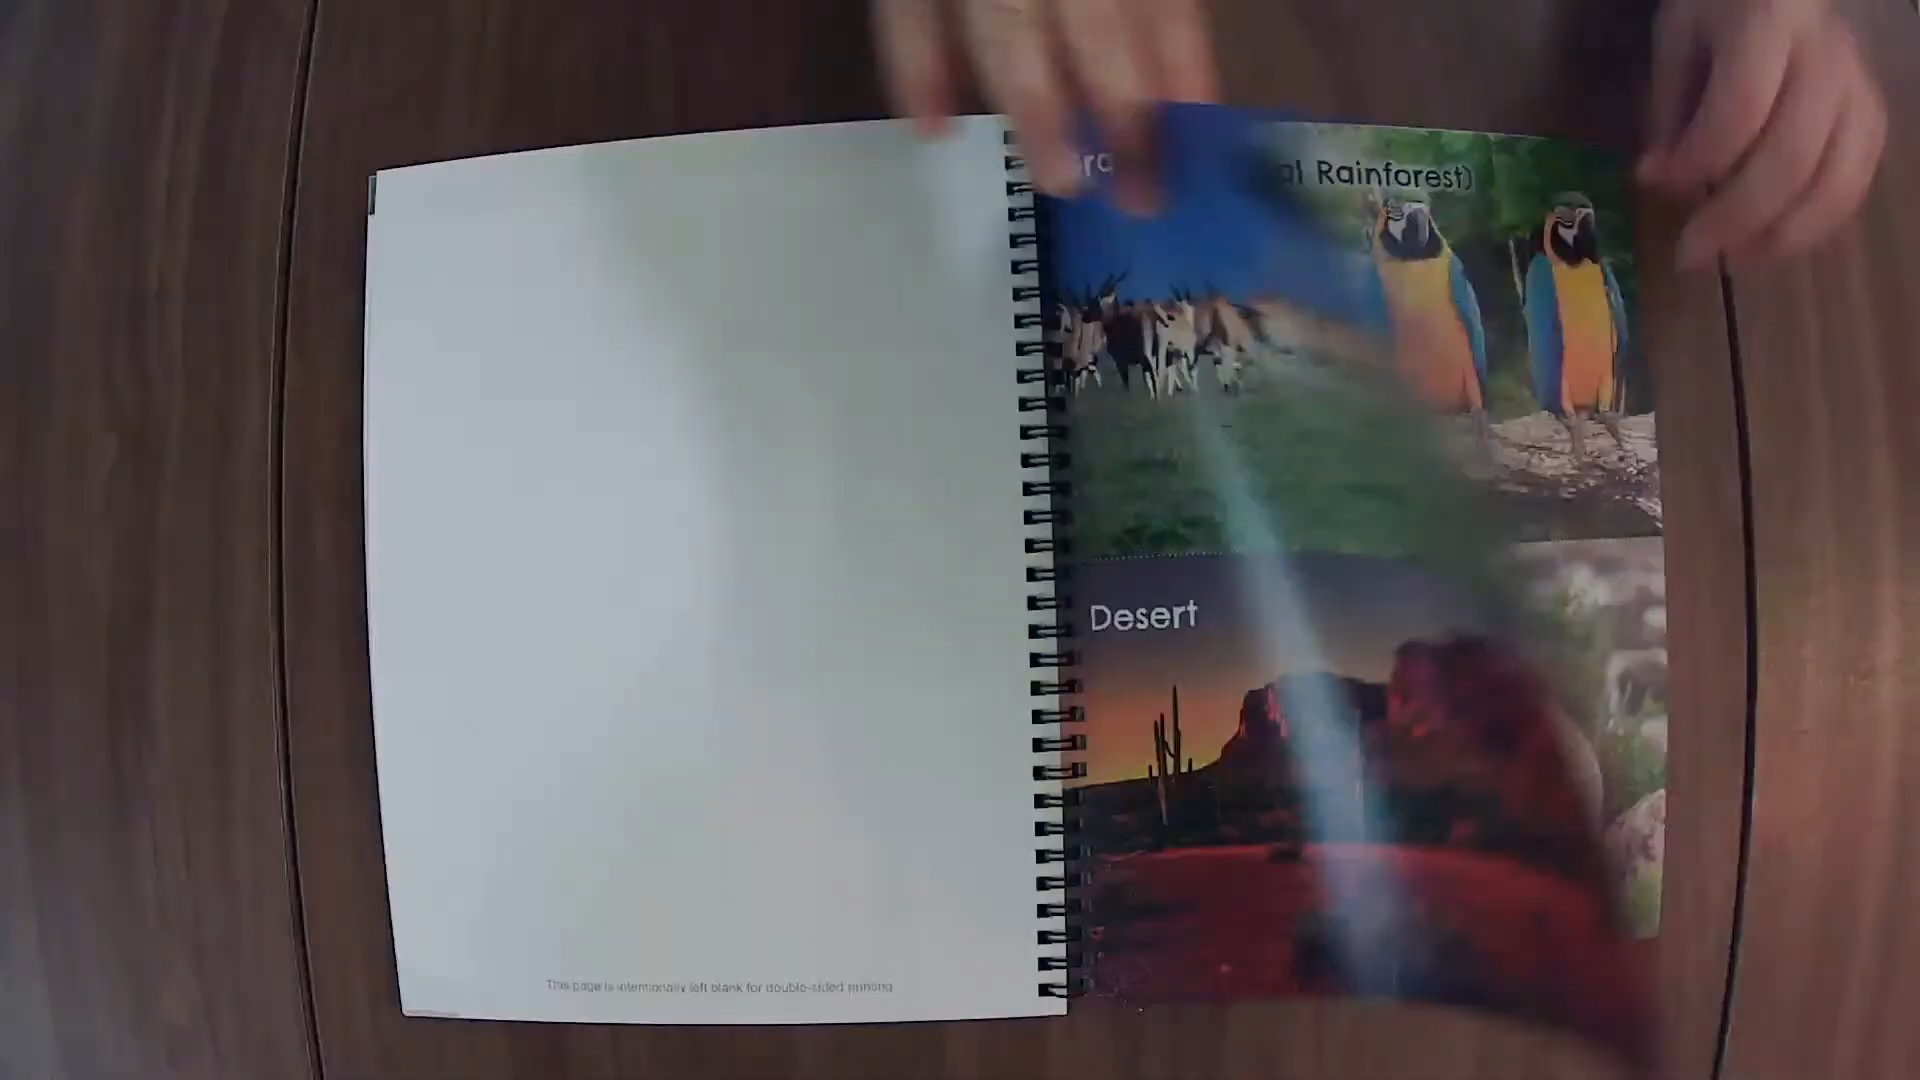 al Rainforest)
Desert
This page is intentionally left blank for double-sided printing